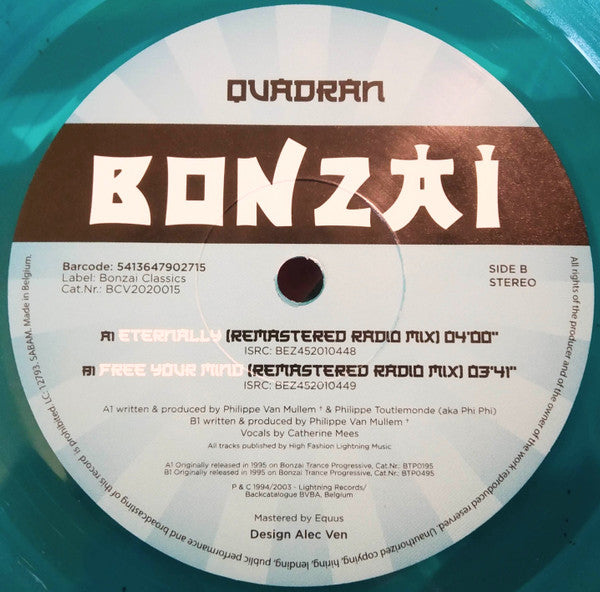 QUADRAN
BONZAI
Barcode: 5413647902715
Label: Bonzai Classics
Cat.Nr.: BCV2020015
SIDE B
STEREO
A1 ETERNALLY (REMASTERED RADIO MIX) 04'00"
ISRC: BEZ452010448
B1 FREE YOUR MIND (REMASTERED RADIO MIX) 03'41"
ISRC: BEZ452010449
A1 written & produced by Philippe Van Mullem † & Philippe Toutlemonde (aka Phi Phi)
B1 written & produced by Philippe Van Mullem †
Vocals by Catherine Mees
All tracks published by High Fashion Lightning Music
A1 Originally released in 1995 on Bonzai Trance Progressive, Cat.Nr.: BTP0195
B1 Originally released in 1995 on Bonzai Trance Progressive, Cat.Nr.: BTP0495
P & C 1994/2003 - Lightning Records/
Backcatalogue BVBA, Belgium
Mastered by Equus
Design Alec Ven
All rights of the producer and of the owner of the work reproduced reserved. Unauthorized copying, hiring, lending, public performance and broadcasting of this record is prohibited. LC: 12793. SABAM. Made in Belgium.